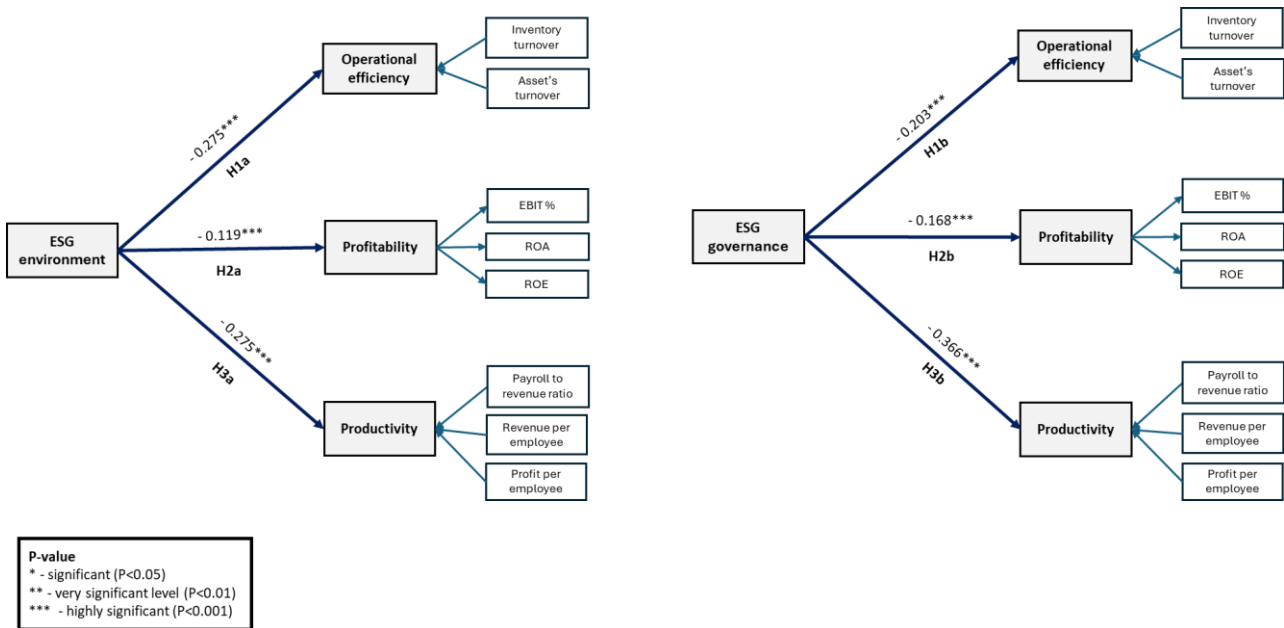 Operational
efficiency
Inventory
turnover
Asset's
turnover
- 0.275***
H1a
ESG
environment
- 0.119***
H2a
Profitability
EBIT %
ROA
ROE
- 0.275***
H3a
Productivity
Payroll to
revenue ratio
Revenue per
employee
Profit per
employee
Operational
efficiency
Inventory
turnover
Asset's
turnover
- 0.203***
H1b
ESG
governance
- 0.168***
H2b
Profitability
EBIT %
ROA
ROE
- 0.366***
H3b
Productivity
Payroll to
revenue ratio
Revenue per
employee
Profit per
employee
P-value
* - significant (P<0.05)
** - very significant level (P<0.01)
*** - highly significant (P<0.001)